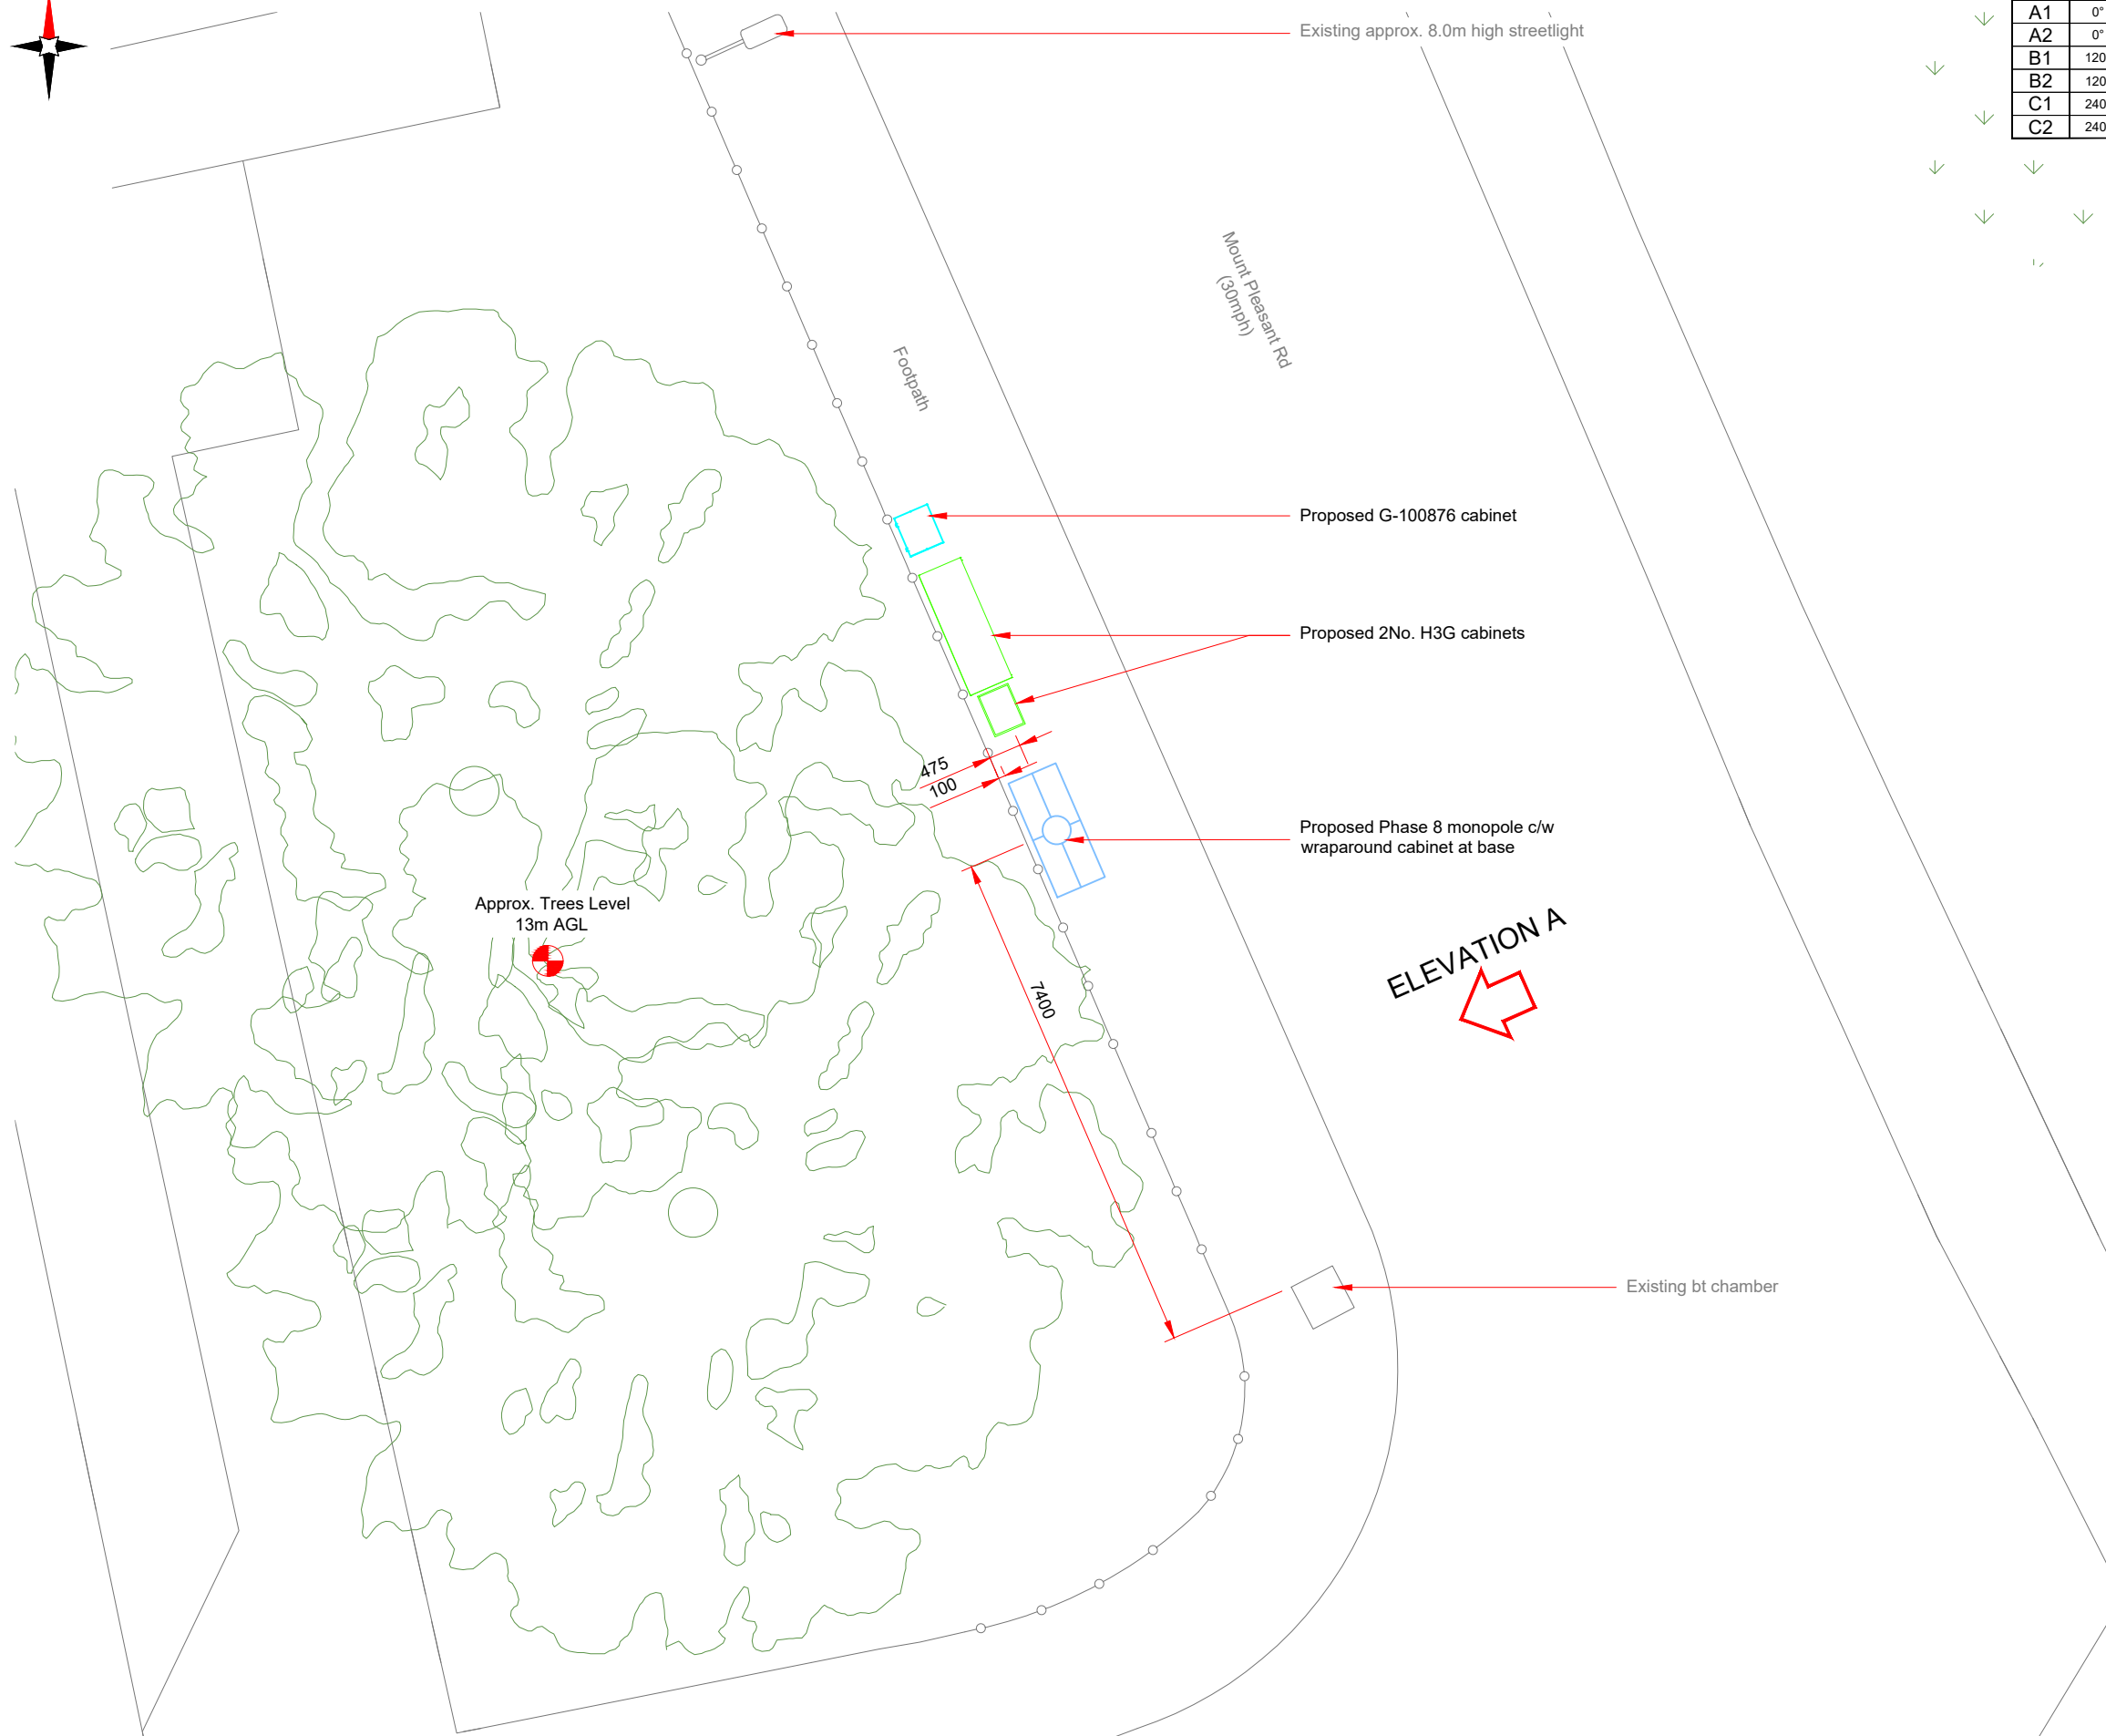 A1 0°
A2 0°
B1 120
B2 120
C1 240
C2 240
Existing approx. 8.0m high streetlight
Mount Pleasant Rd
(30mph)
Footpath
Proposed G-100876 cabinet
Proposed 2No. H3G cabinets
475
100
Proposed Phase 8 monopole c/w
wraparound cabinet at base
Approx. Trees Level
13m AGL
ELEVATION A
7400
Existing bt chamber